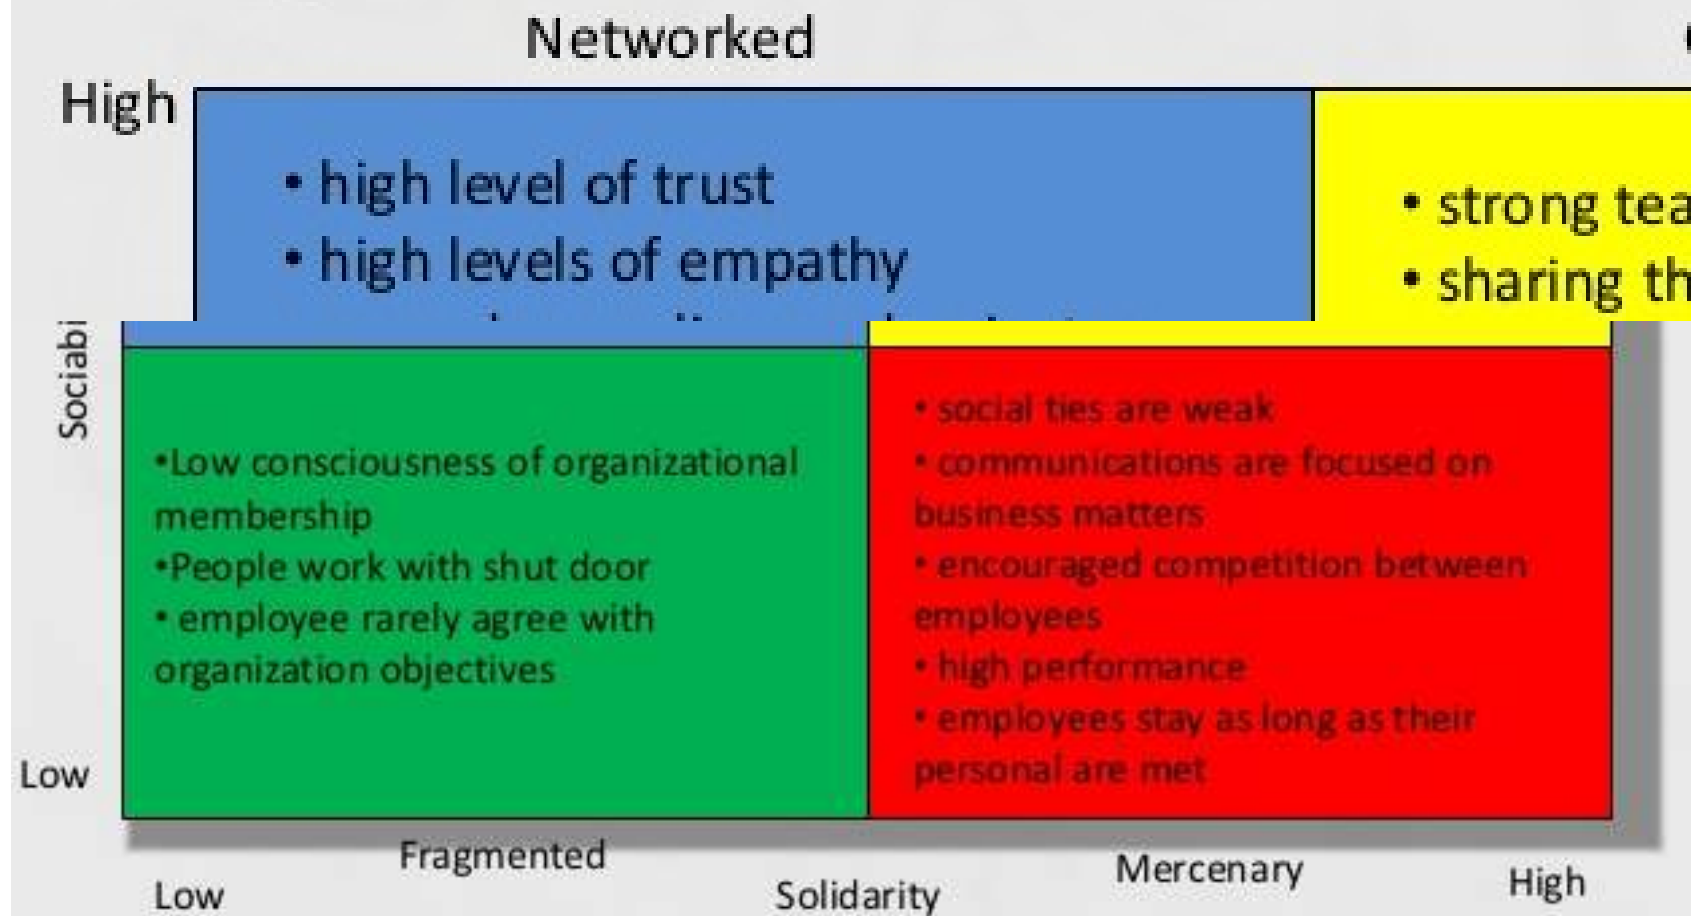 Networked
High
• high level of trust
• high levels of empathy
• strong
• sharing
•Low consciousness of organizational
membership
•People work with shut door
• employee rarely agree with
organization objectives
• social ties are weak
• communications are focused on
business matters
• encouraged competition between
employees
• high performance
• employees stay as long as their
personal are met
Low
Fragmented
Mercenary
Low
Solidarity
High